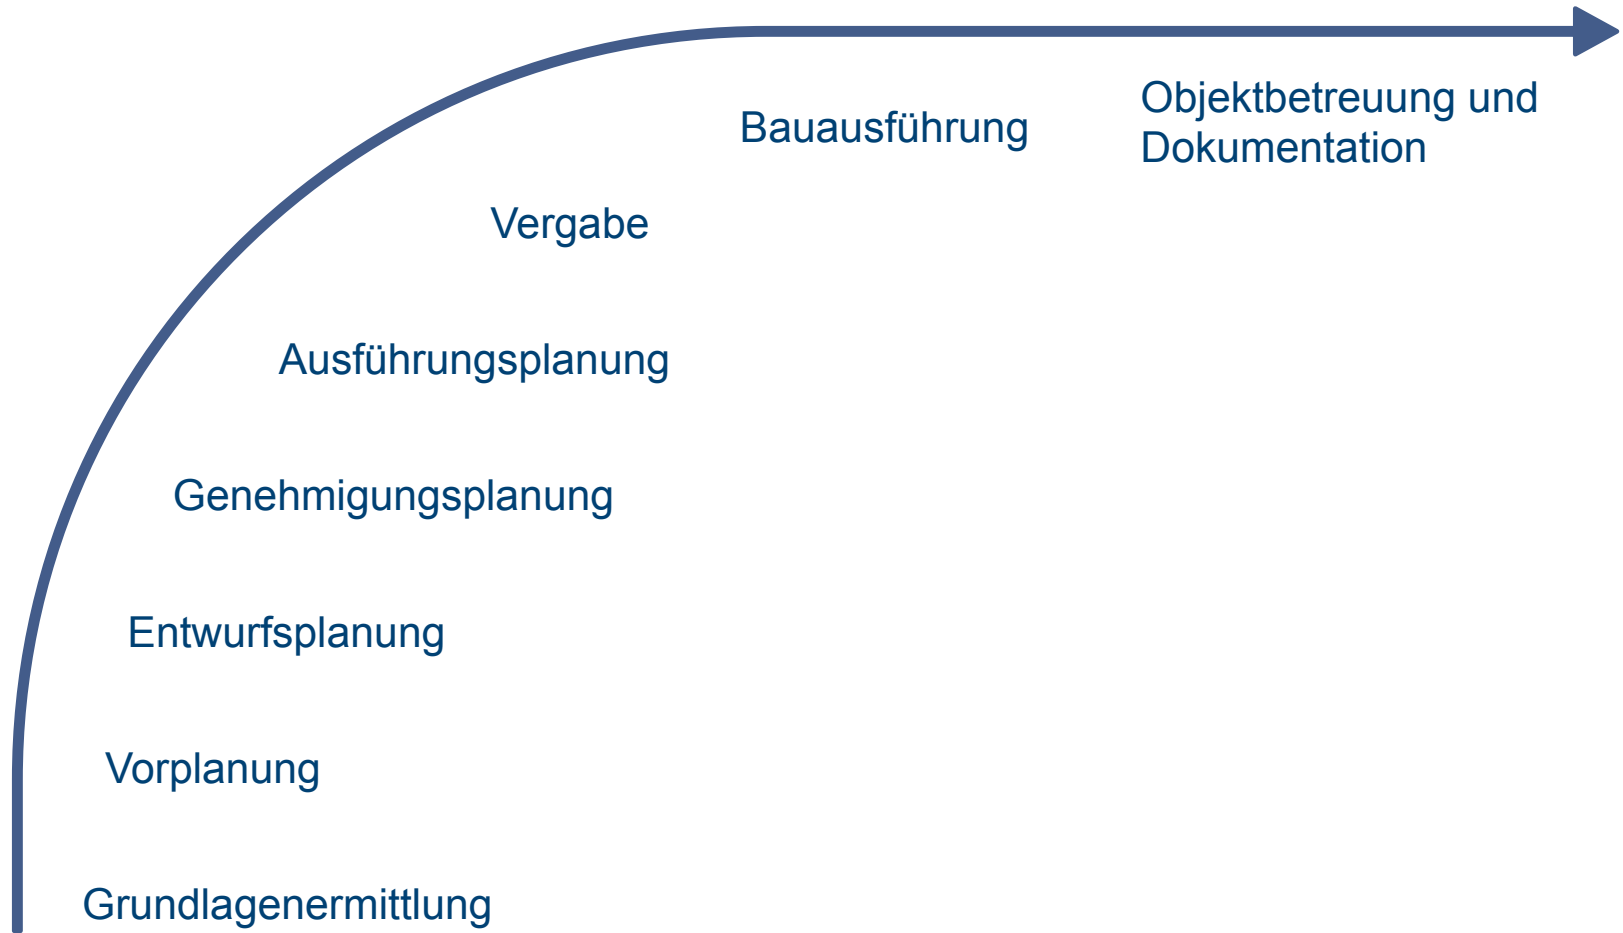 Objektbetreuung und
Dokumentation
Bauausführung
Vergabe
Ausführungsplanung
Genehmigungsplanung
Entwurfsplanung
Vorplanung
Grundlagenermittlung